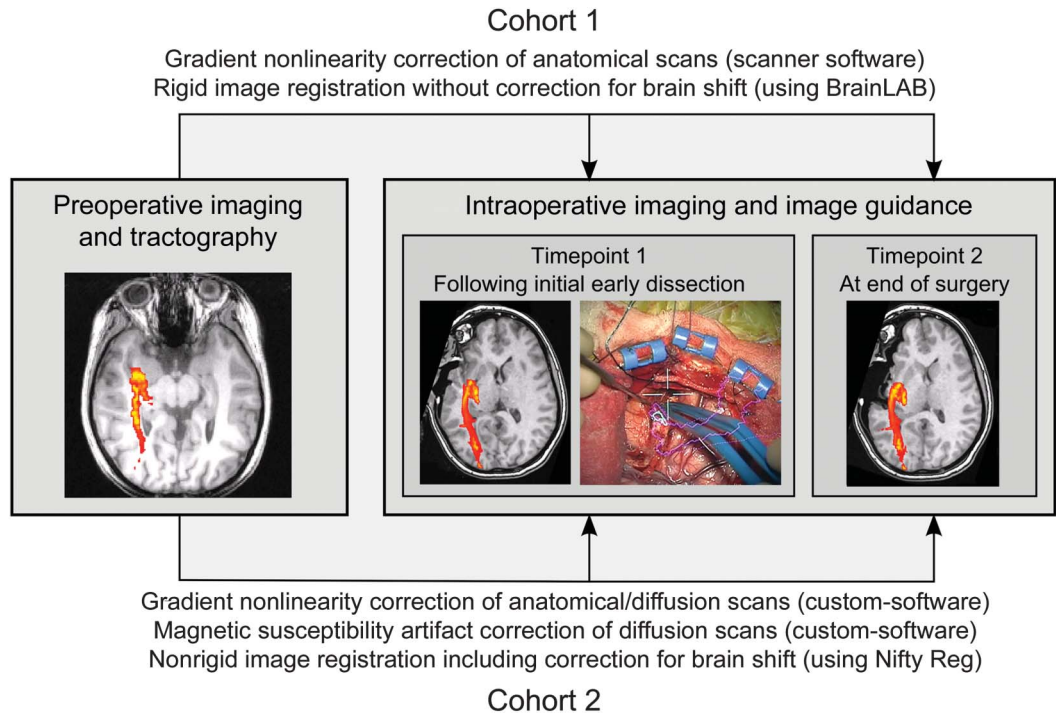 Cohort 1
Gradient nonlinearity correction of anatomical scans (scanner software)
Rigid image registration without correction for brain shift (using BrainLAB)
Preoperative imaging
and tractography
Intraoperative imaging and image guidance
Timepoint 1
Following initial early dissection
Timepoint 2
At end of surgery
Gradient nonlinearity correction of anatomical/diffusion scans (custom-software)
Magnetic susceptibility artifact correction of diffusion scans (custom-software)
Nonrigid image registration including correction for brain shift (using Nifty Reg)
Cohort 2